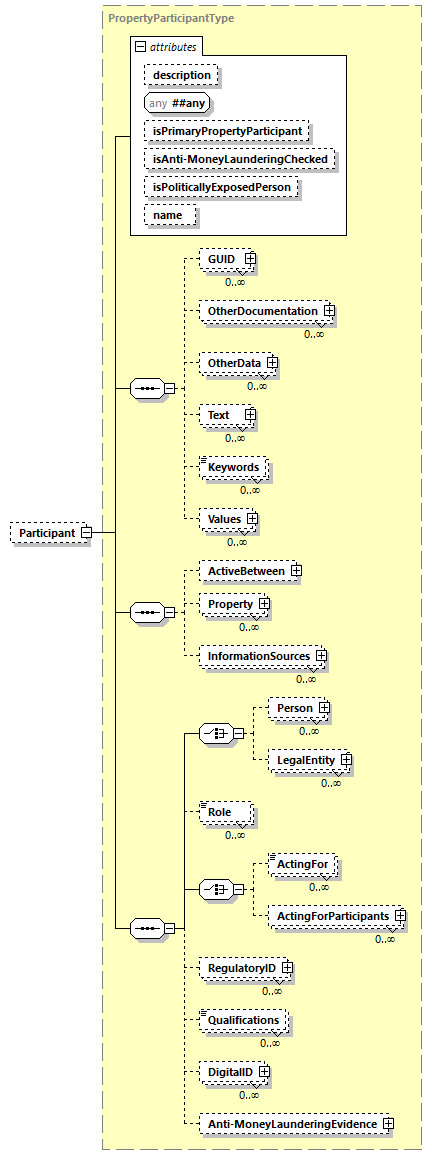 PropertyParticipantType
attributes
description
any ##any
isPrimaryPropertyParticipant
isAnti-MoneyLaunderingChecked
isPoliticallyExposedPerson
name
GUID
0..∞
OtherDocumentation
0..∞
OtherData
0..∞
Text
0..∞
Keywords
0..∞
Values
0..∞
Participant
ActiveBetween
Property
0..∞
InformationSources
0..∞
Person
0..∞
LegalEntity
0..∞
Role
0..∞
ActingFor
0..∞
ActingForParticipants
0..∞
RegulatoryID
0..∞
Qualifications
0..∞
DigitalID
0..∞
Anti-MoneyLaunderingEvidence